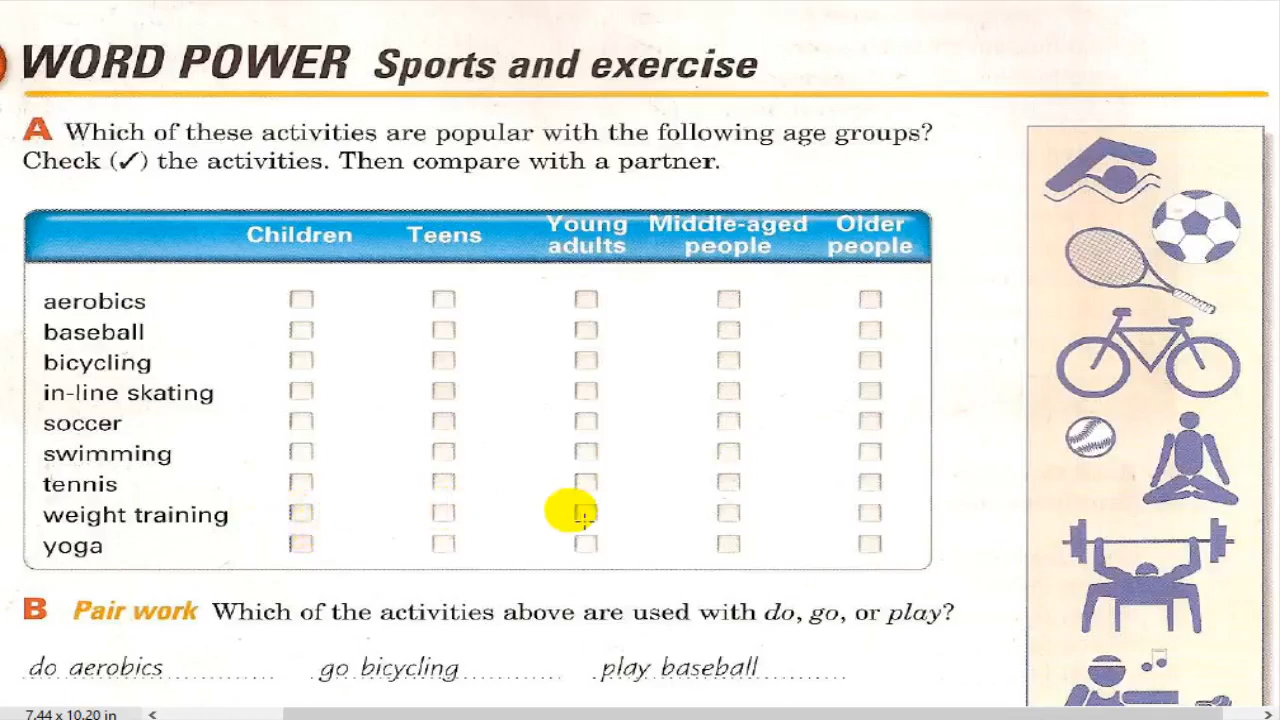 WORD POWER Sports and exercise
A Which of these activities are popular with the following age groups?
Check (✓) the activities. Then compare with a partner.
Children Teens Young adults Middle-aged people Older people
aerobics
baseball
bicycling
in-line skating
soccer
swimming
tennis
weight training
yoga
B Pair work Which of the activities above are used with do, go, or play?
do aerobics go bicycling play baseball
7.44 x 10.20 in